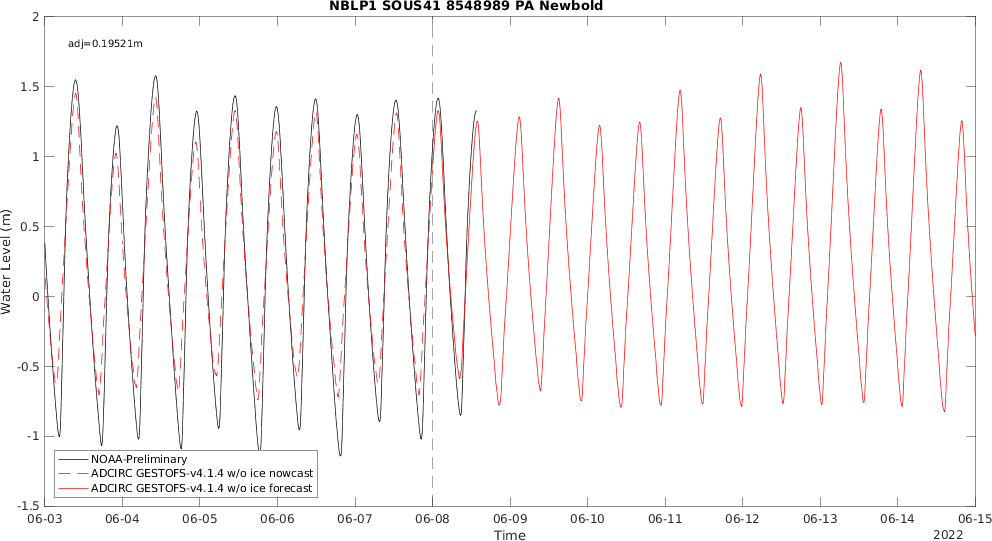 NBLP1 SOUS41 8548989 PA Newbold
adj=0.19521m
Water Level (m)
2
1.5
1
0.5
0
-0.5
-1
-1.5
NOAA-Preliminary
ADCIRC GESTOFS-v4.1.4 w/o ice nowcast
ADCIRC GESTOFS-v4.1.4 w/o ice forecast
06-03 06-04 06-05 06-06 06-07 06-08 06-09 06-10 06-11 06-12 06-13 06-14 06-15
Time
2022